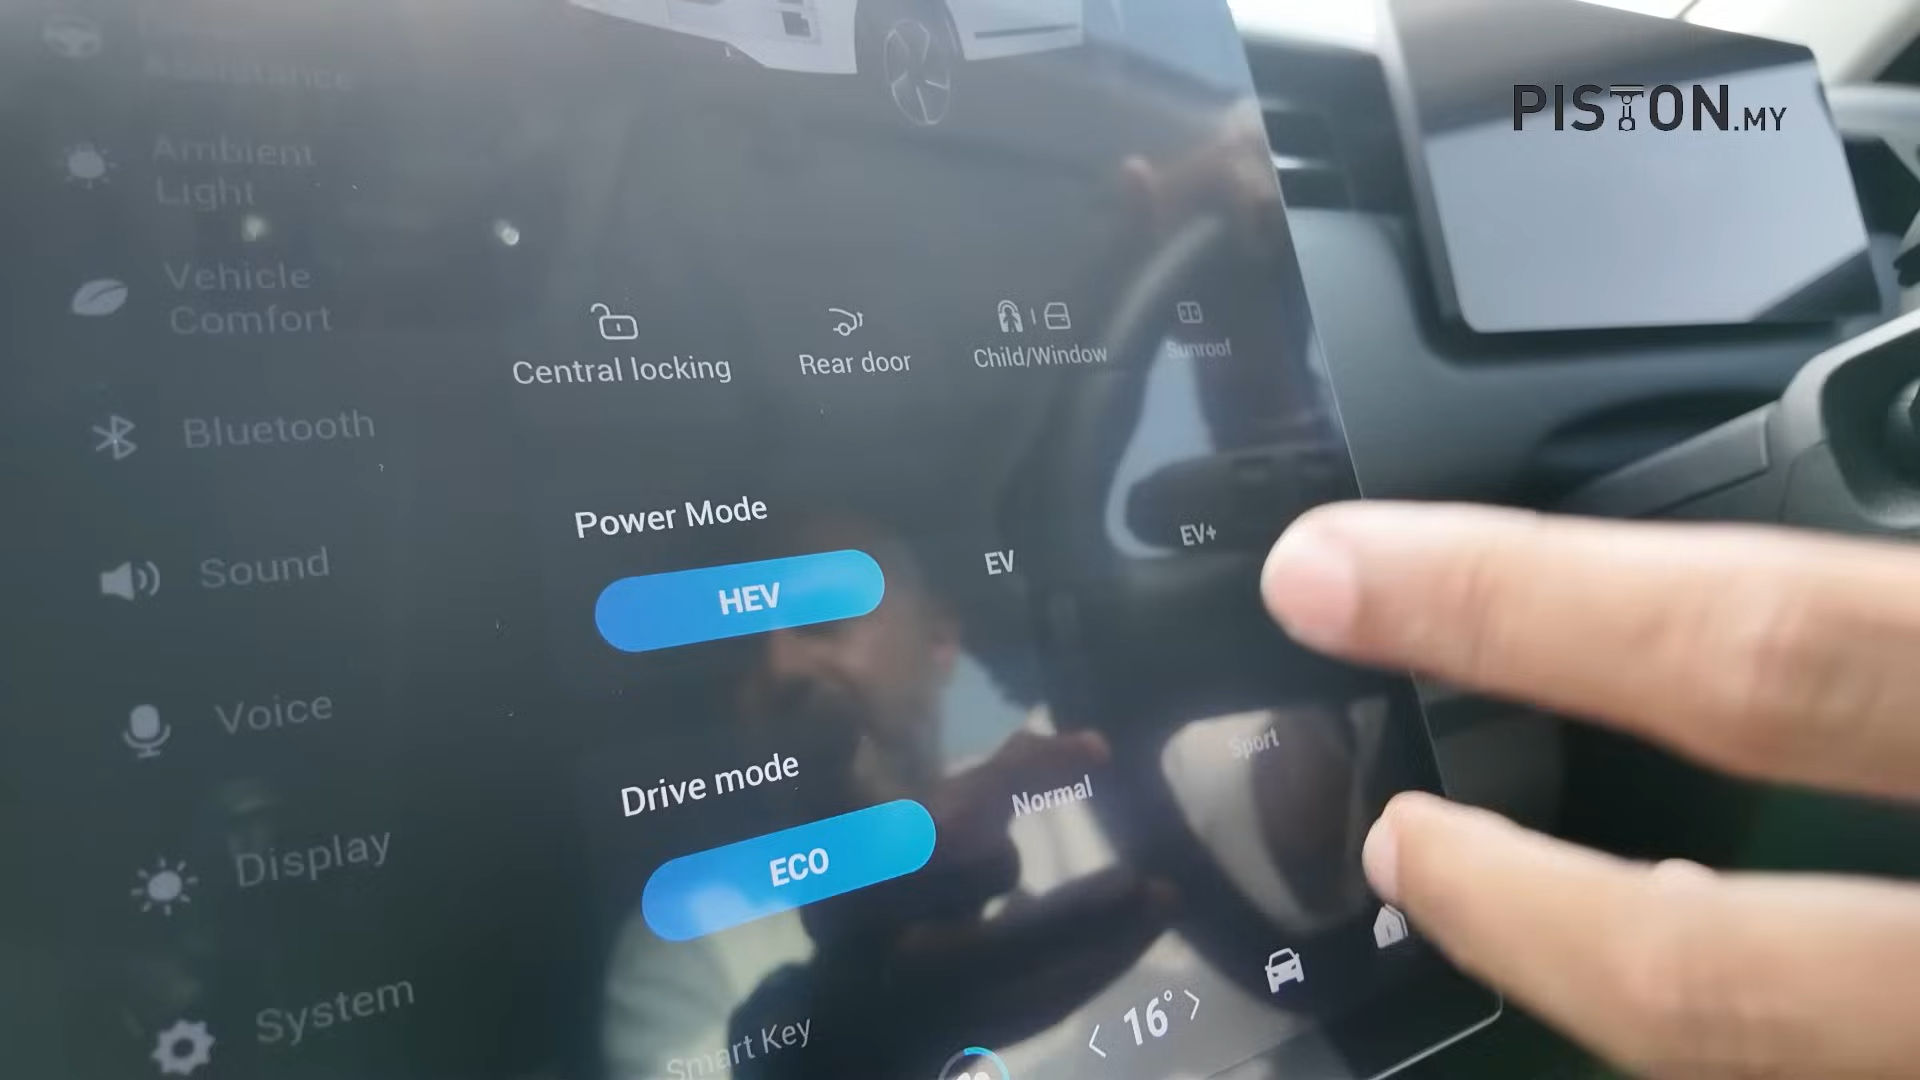 PISTON.MY
Assistance
Ambient
Light
Vehicle
Comfort
Bluetooth
Sound
Voice
Display
System
Central locking
Rear door
Child/Window
Sunroof
Power Mode
HEV
EV
EV+
Drive mode
ECO
Normal
Sport
Smart Key
< 16° >